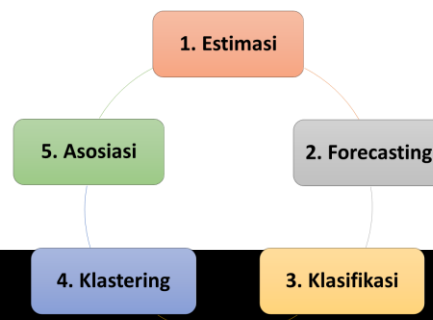 1. Estimasi
2. Forecasting
3. Klasifikasi
4. Klastering
5. Asosiasi